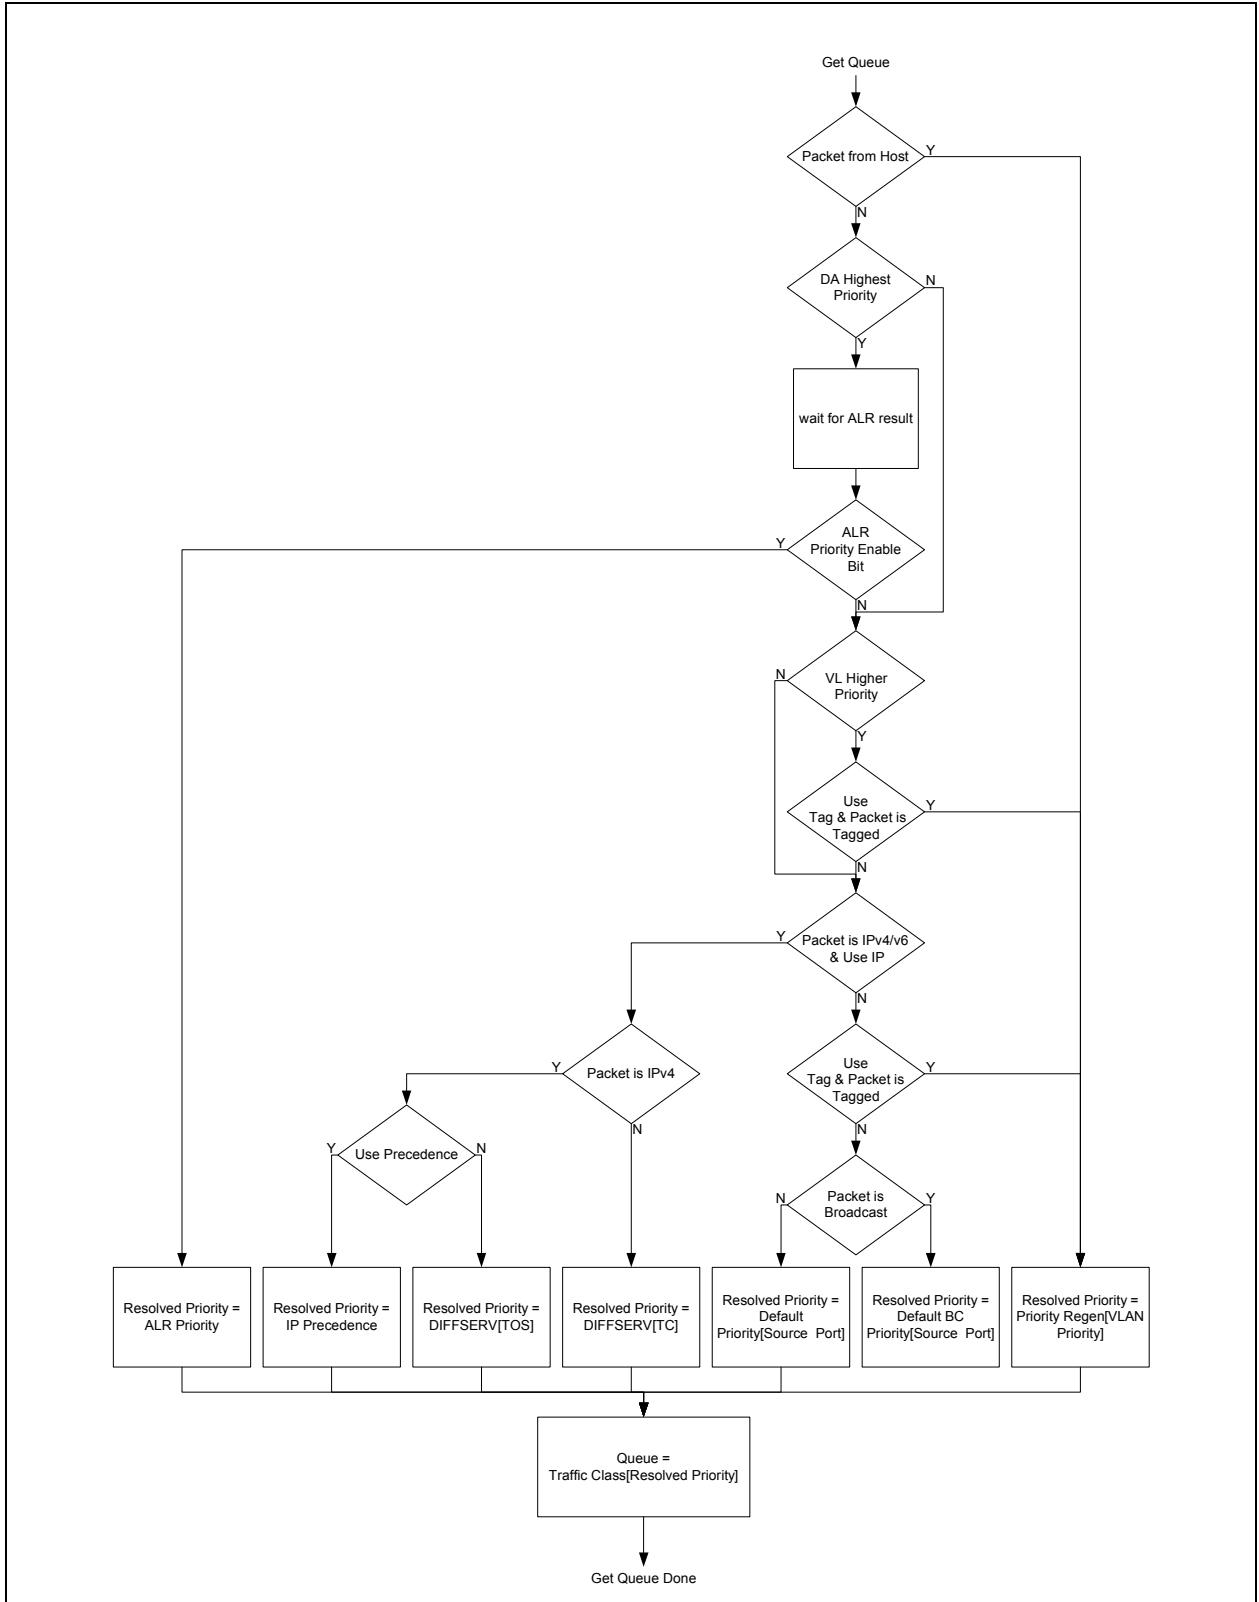 Get Queue
Packet from Host
Y
N
DA Highest
Priority
N
Y
wait for ALR result
ALR
Priority Enable
Bit
Y
N
VL Higher
Priority
N
Y
Use
Tag & Packet is
Tagged
Y
N
Packet is IPv4/v6
& Use IP
Y
N
Packet is IPv4
Y
N
Use
Tag & Packet is
Tagged
Y
N
Use Precedence
Y
N
Packet is
Broadcast
N
Y
Resolved Priority =
ALR Priority
Resolved Priority =
IP Precedence
Resolved Priority =
DIFFSERV[TOS]
Resolved Priority =
DIFFSERV[TC]
Resolved Priority =
Default
Priority[Source Port]
Resolved Priority =
Default BC
Priority[Source Port]
Resolved Priority =
Priority Regen[VLAN
Priority]
Queue =
Traffic Class[Resolved Priority]
Get Queue Done